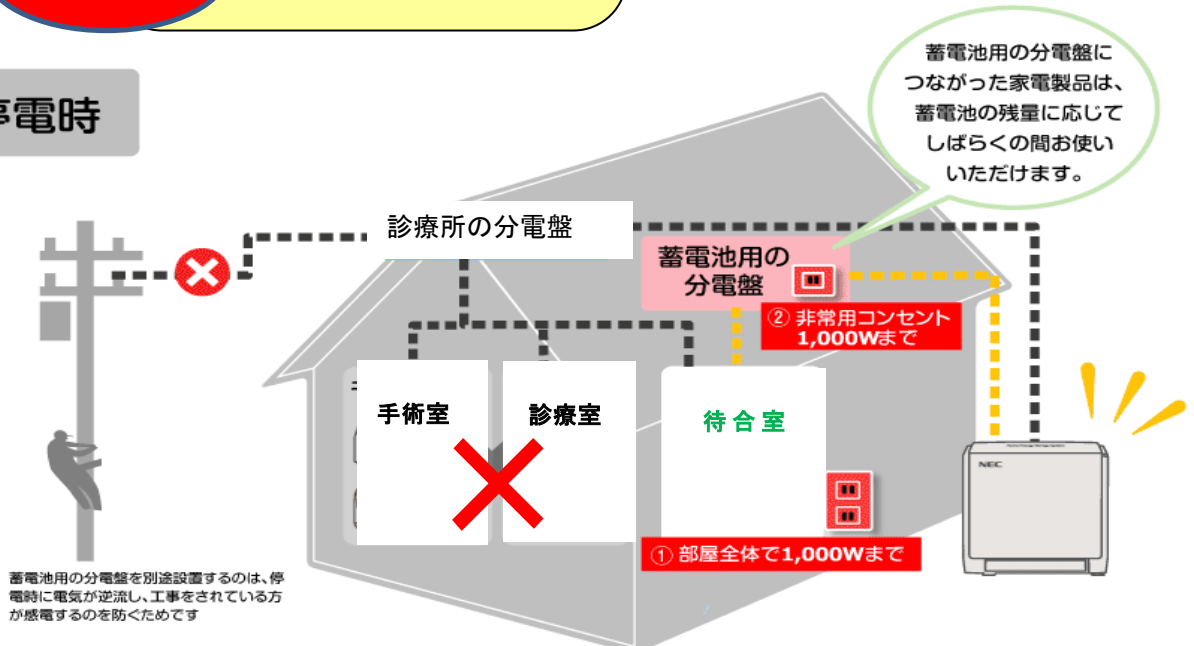 停電時
蓄電池用の分電盤に
つながった家電製品は、
蓄電池の残量に応じて
しばらくの間お使い
いただけます。
診療所の分電盤
蓄電池用の
分電盤
② 非常用コンセント
1,000Wまで
手術室
診療室
待合室
NEC
① 部屋全体で1,000Wまで
蓄電池用の分電盤を別途設置するのは、停
電時に電気が逆流し、工事をされている方
が感電するのを防ぐためです